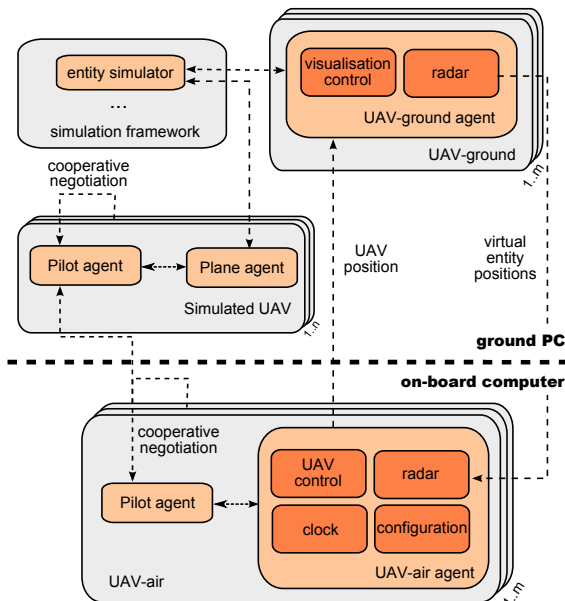 entity simulator
...
simulation framework
visualisation
control
radar
UAV-ground agent
UAV-ground
1..m
cooperative
negotiation
Pilot agent
Plane agent
Simulated UAV
1..n
UAV
position
virtual
entity
positions
ground PC
on-board computer
cooperative
negotiation
Pilot agent
UAV
control
radar
clock
configuration
UAV-air agent
UAV-air
1..m